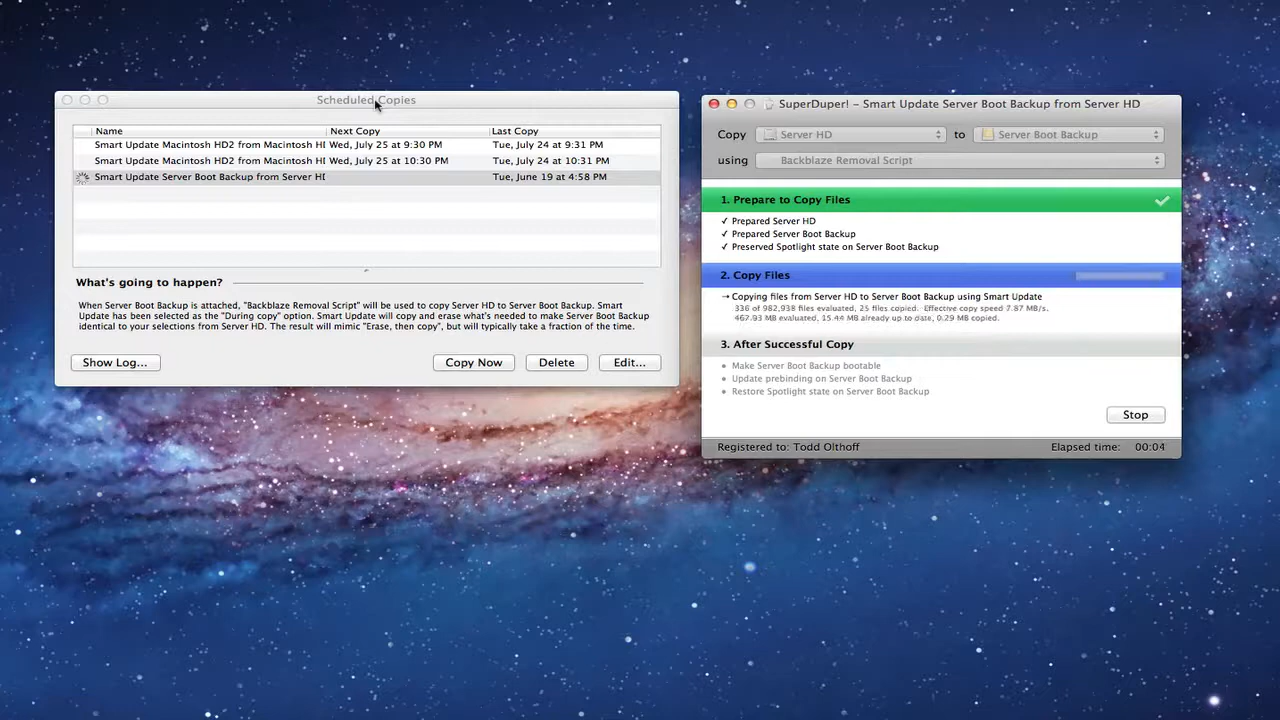 Scheduled Copies
Name Next Copy Last Copy
Smart Update Macintosh HD2 from Macintosh HI Wed, July 25 at 9:30 PM Tue, July 24 at 9:31 PM
Smart Update Macintosh HD2 from Macintosh HI Wed, July 25 at 10:30 PM Tue, July 24 at 10:31 PM
Smart Update Server Boot Backup from Server HD Tue, June 19 at 4:58 PM
What's going to happen?
When Server Boot Backup is attached, "Backblaze Removal Script" will be used to copy Server HD to Server Boot Backup. Smart
Update has been selected as the "During copy" option. Smart Update will copy and erase what's needed to make Server Boot Backup
identical to your selections from Server HD. The result will mimic "Erase, then copy", but will typically take a fraction of the time.
Show Log... Copy Now Delete Edit...
SuperDuper! – Smart Update Server Boot Backup from Server HD
Copy Server HD to Server Boot Backup
using Backblaze Removal Script
1. Prepare to Copy Files
✓ Prepared Server HD
✓ Prepared Server Boot Backup
✓ Preserved Spotlight state on Server Boot Backup
2. Copy Files
→ Copying files from Server HD to Server Boot Backup using Smart Update
336 of 982,938 files evaluated, 25 files copied. Effective copy speed 7.87 MB/s.
467.93 MB evaluated, 15.44 MB already up to date, 0.29 MB copied.
3. After Successful Copy
• Make Server Boot Backup bootable
• Update prebinding on Server Boot Backup
• Restore Spotlight state on Server Boot Backup
Stop
Registered to: Todd Olthoff Elapsed time: 00:04